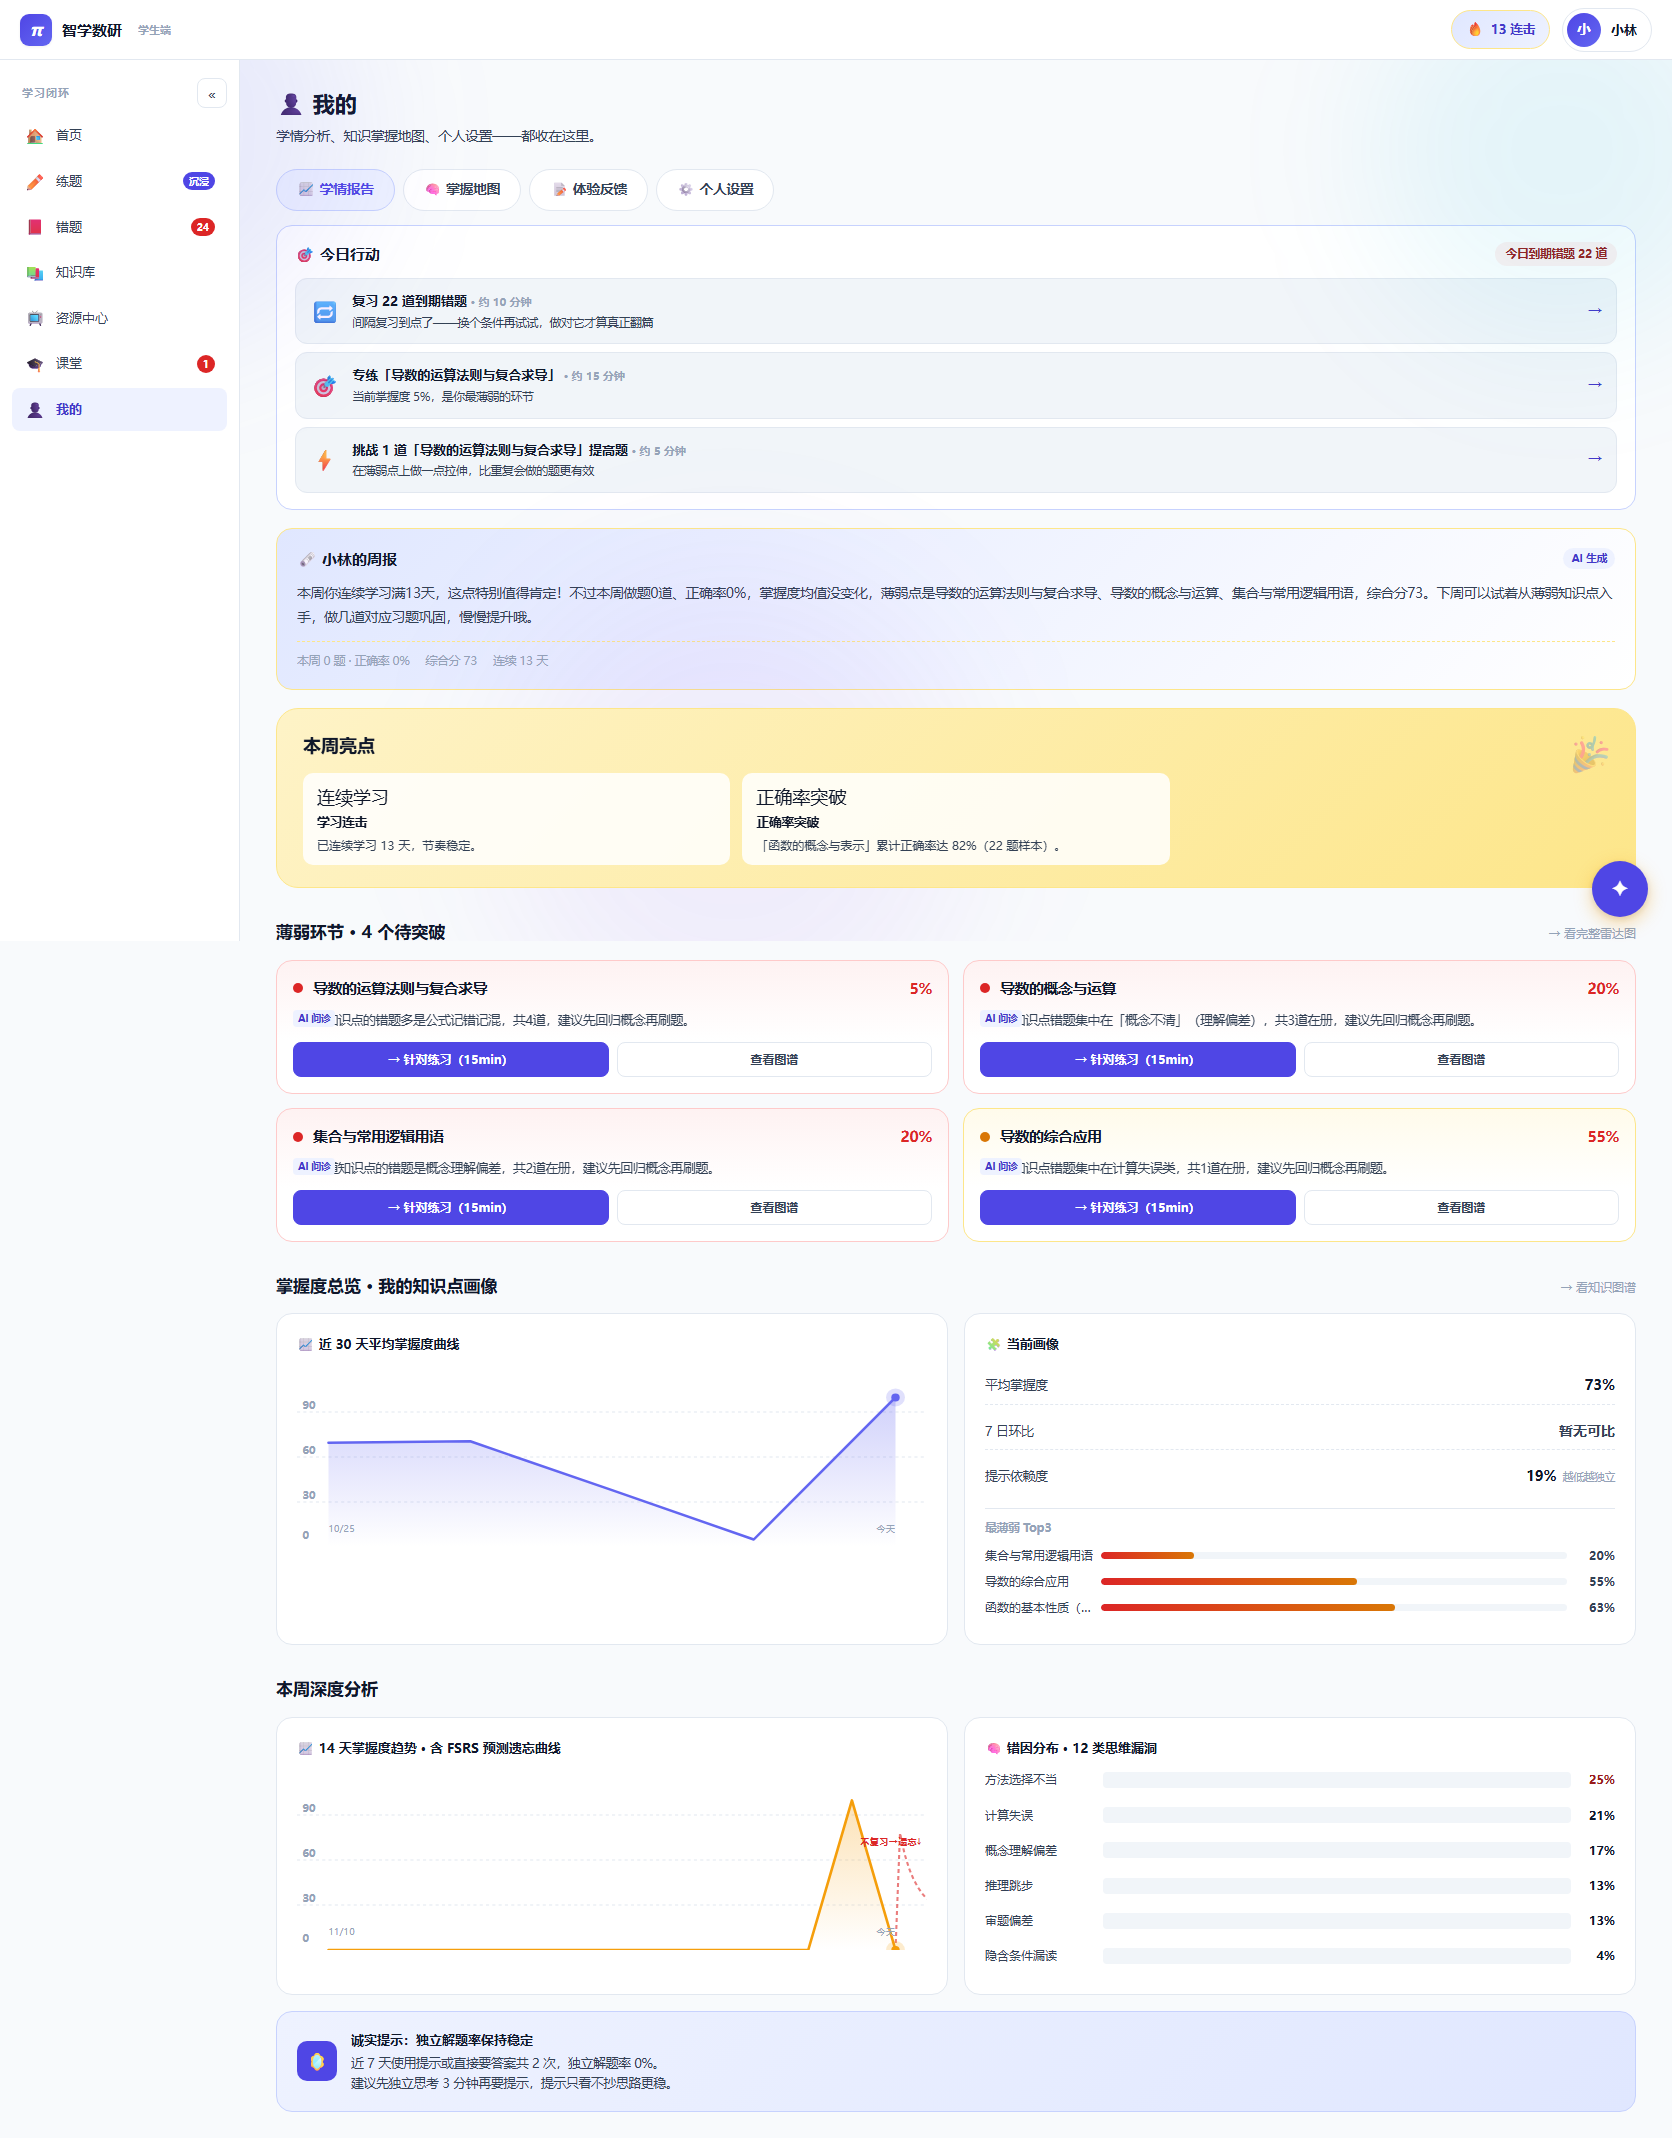 π 智学数研 学生端
🔥 13 连击
小 小林
学习闭环
«
首页
练题 沉浸
错题 24
知识库
资源中心
课堂 1
我的
我的
学情分析、知识掌握地图、个人设置——都收在这里。
学情报告
掌握地图
体验反馈
个人设置
今日行动
今日到期错题 22 道
复习 22 道到期错题 • 约 10 分钟
间隔复习到点了——换个条件再试试，做对它才算真正翻篇
→
专练「导数的运算法则与复合求导」 • 约 15 分钟
当前掌握度 5%，是你最薄弱的环节
→
挑战 1 道「导数的运算法则与复合求导」提高题 • 约 5 分钟
在薄弱点上做一点拉伸，比重复会做的题更有效
→
小林的周报
AI 生成
本周你连续学习满13天，这点特别值得肯定！不过本周做题0道、正确率0%，掌握度均值没变化，薄弱点是导数的运算法则与复合求导、导数的概念与运算、集合与常用逻辑用语，综合分73。下周可以试着从薄弱知识点入
手，做几道对应习题巩固，慢慢提升哦。
本周 0 题 · 正确率 0% 综合分 73 连续 13 天
本周亮点
连续学习
学习连击
已连续学习 13 天，节奏稳定。
正确率突破
正确率突破
「函数的概念与表示」累计正确率达 82%（22 题样本）。
薄弱环节 • 4 个待突破
→ 看完整雷达图
导数的运算法则与复合求导 5%
AI 问诊 识点的错题多是公式记错记混，共4道，建议先回归概念再刷题。
→ 针对练习（15min）
查看图谱
导数的概念与运算 20%
AI 问诊 识点错题集中在「概念不清」（理解偏差），共3道在册，建议先回归概念再刷题。
→ 针对练习（15min）
查看图谱
集合与常用逻辑用语 20%
AI 问诊 知识点的错题是概念理解偏差，共2道在册，建议先回归概念再刷题。
→ 针对练习（15min）
查看图谱
导数的综合应用 55%
AI 问诊 识点错题集中在计算失误类，共1道在册，建议先回归概念再刷题。
→ 针对练习（15min）
查看图谱
掌握度总览 • 我的知识点画像
→ 看知识图谱
近 30 天平均掌握度曲线
90
60
30
0
10/25
今天
当前画像
平均掌握度 73%
7 日环比 暂无可比
提示依赖度 19% 越低越独立
最薄弱 Top3
集合与常用逻辑用语 20%
导数的综合应用 55%
函数的基本性质（... 63%
本周深度分析
14 天掌握度趋势 • 含 FSRS 预测遗忘曲线
90
60
30
0
11/10
今天
不复习→遗忘↓
错因分布 • 12 类思维漏洞
方法选择不当 25%
计算失误 21%
概念理解偏差 17%
推理跳步 13%
审题偏差 13%
隐含条件漏读 4%
诚实提示：独立解题率保持稳定
近 7 天使用提示或直接要答案共 2 次，独立解题率 0%。
建议先独立思考 3 分钟再要提示，提示只看不抄思路更稳。